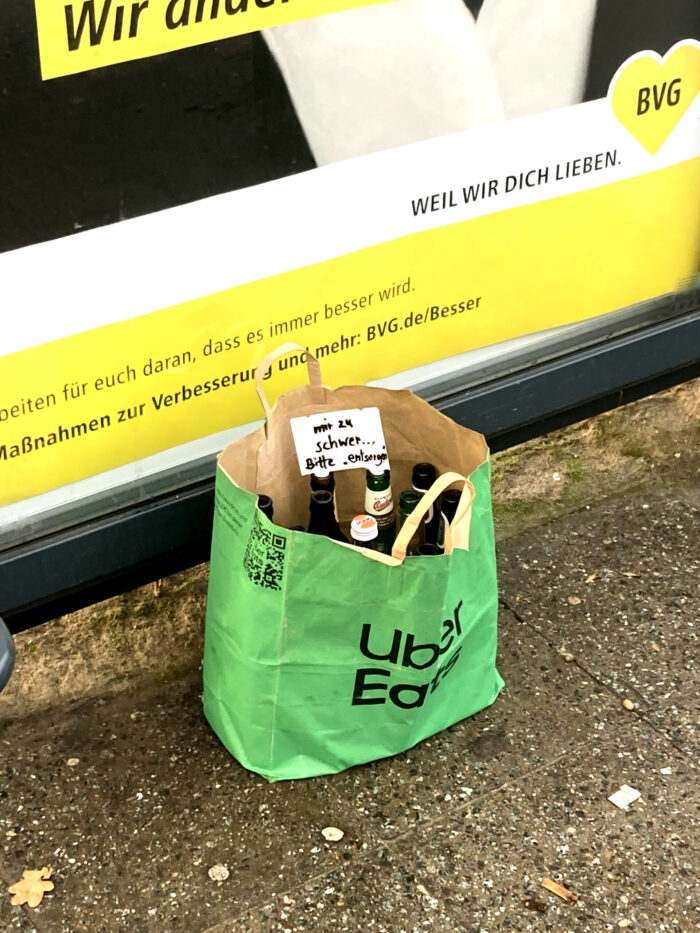 Wir ander
BVG
WEIL WIR DICH LIEBEN.
beiten für euch daran, dass es immer besser wird.
Maßnahmen zur Verbesserung und mehr: BVG.de/Besser
mir zu
schwer...
Bitte entsorgen
Uber
Eats